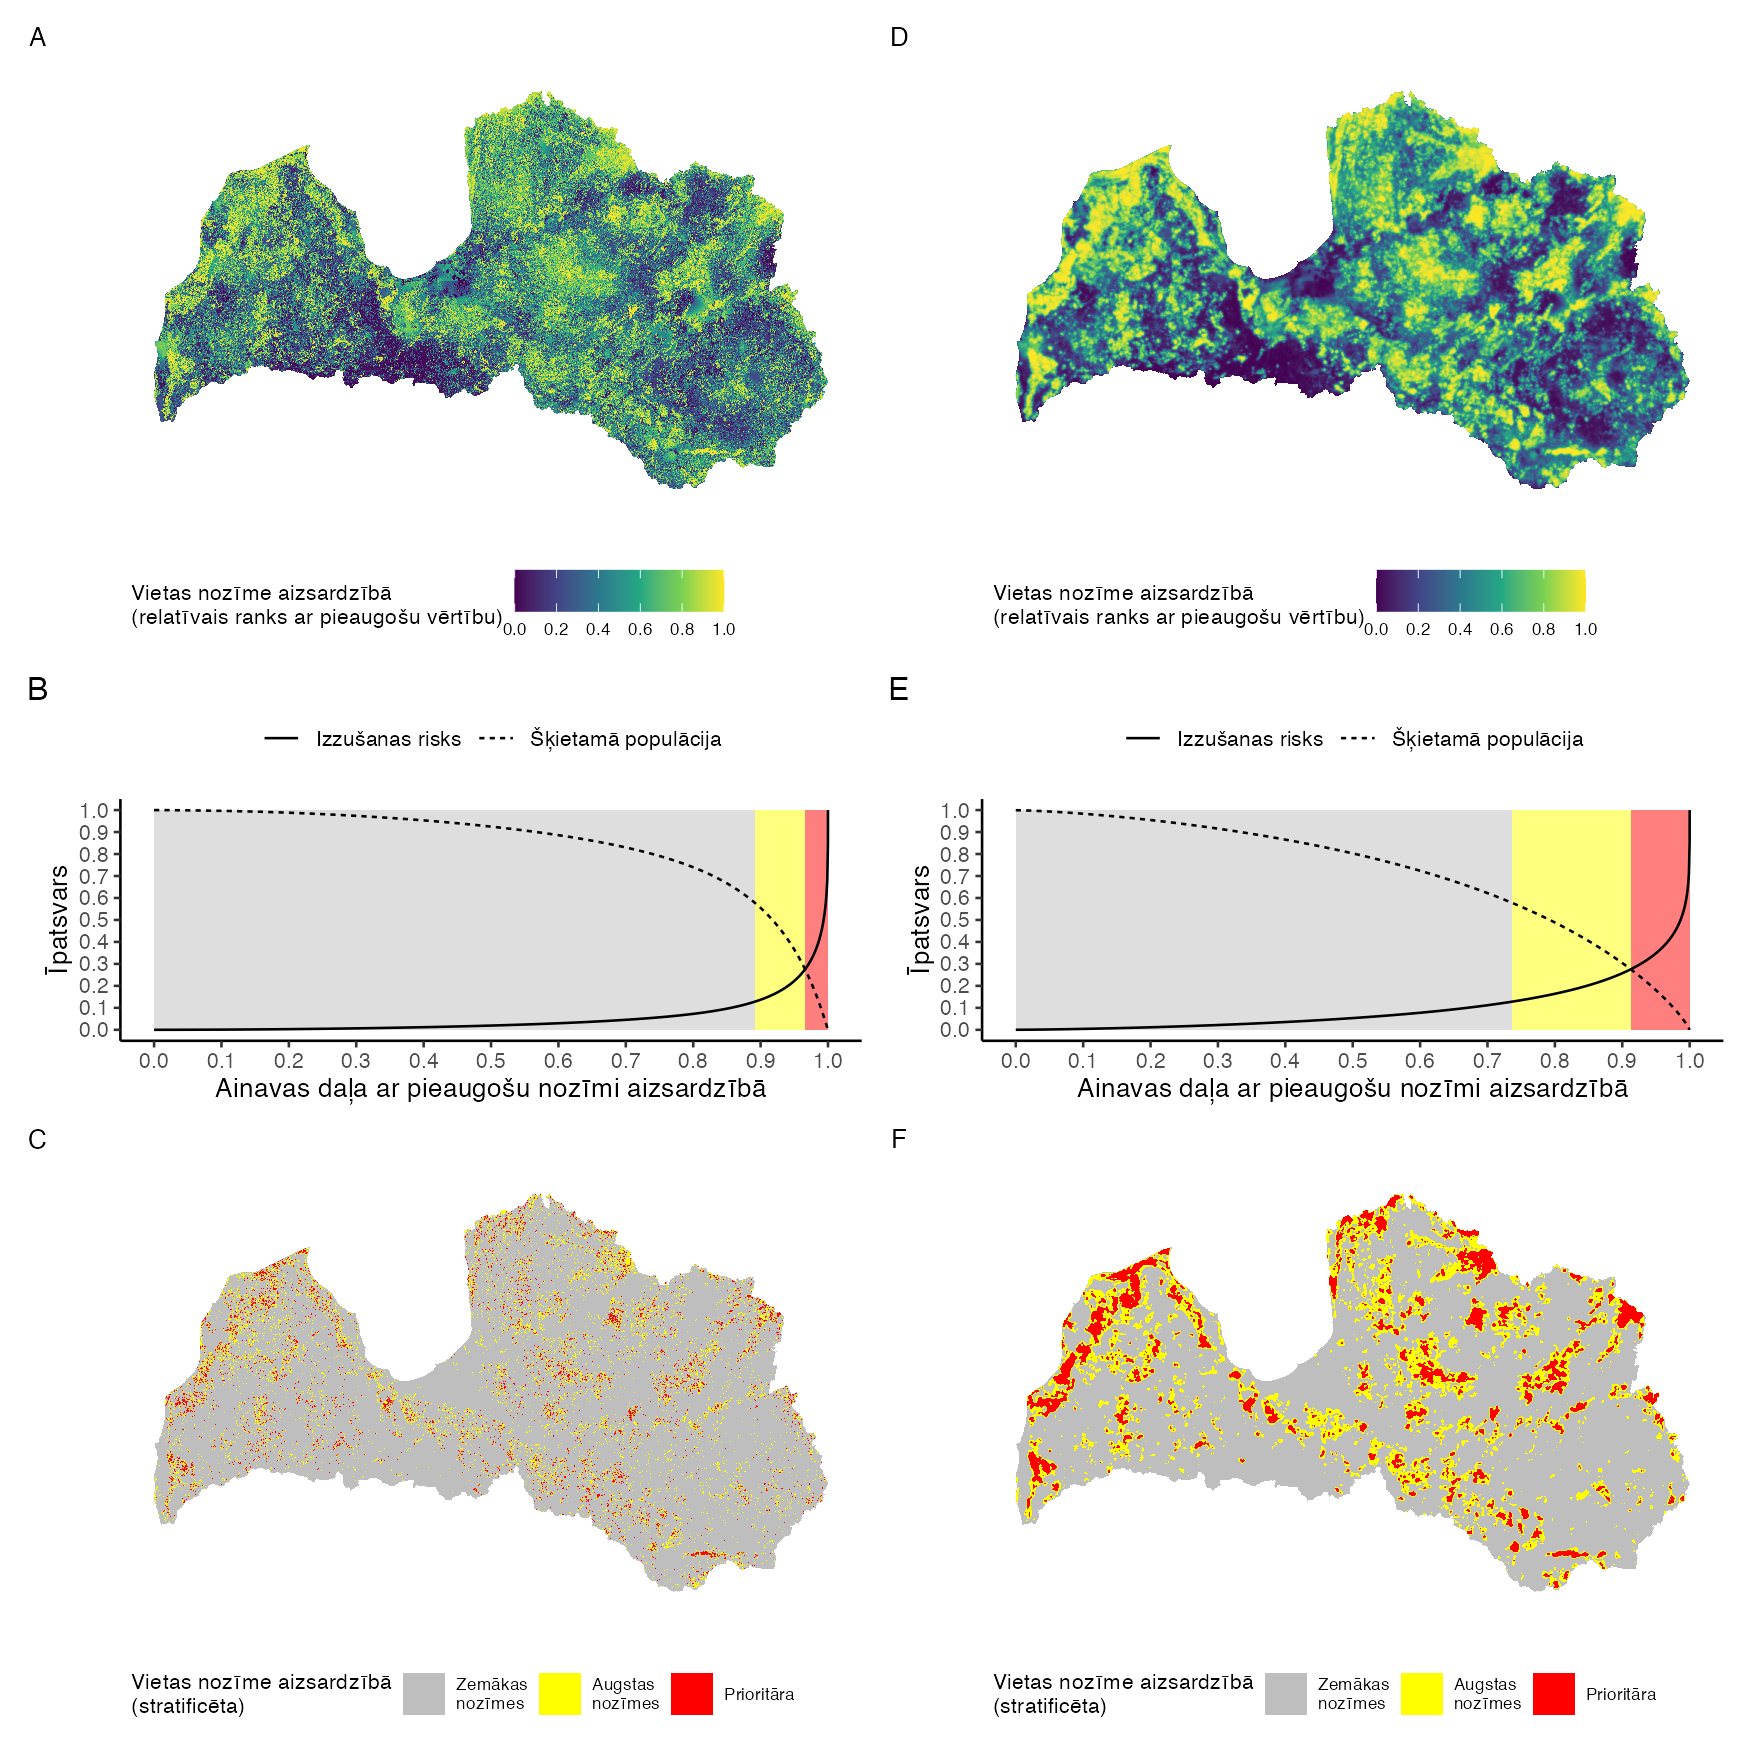 A
Vietas nozīme aizsardzībā
(relatīvais ranks ar pieaugošu vērtību)
0.0 0.2 0.4 0.6 0.8 1.0
D
Vietas nozīme aizsardzībā
(relatīvais ranks ar pieaugošu vērtību)
0.0 0.2 0.4 0.6 0.8 1.0
B
Izzušanas risks
Šķietamā populācija
Īpatsvars
1.0
0.9
0.8
0.7
0.6
0.5
0.4
0.3
0.2
0.1
0.0
0.0 0.1 0.2 0.3 0.4 0.5 0.6 0.7 0.8 0.9 1.0
Ainavas daļa ar pieaugošu nozīmi aizsardzībā
E
Izzušanas risks
Šķietamā populācija
Īpatsvars
1.0
0.9
0.8
0.7
0.6
0.5
0.4
0.3
0.2
0.1
0.0
0.0 0.1 0.2 0.3 0.4 0.5 0.6 0.7 0.8 0.9 1.0
Ainavas daļa ar pieaugošu nozīmi aizsardzībā
C
Vietas nozīme aizsardzībā
(stratificēta)
Zemākas
nozīmes
Augstas
nozīmes
Prioritāra
F
Vietas nozīme aizsardzībā
(stratificēta)
Zemākas
nozīmes
Augstas
nozīmes
Prioritāra